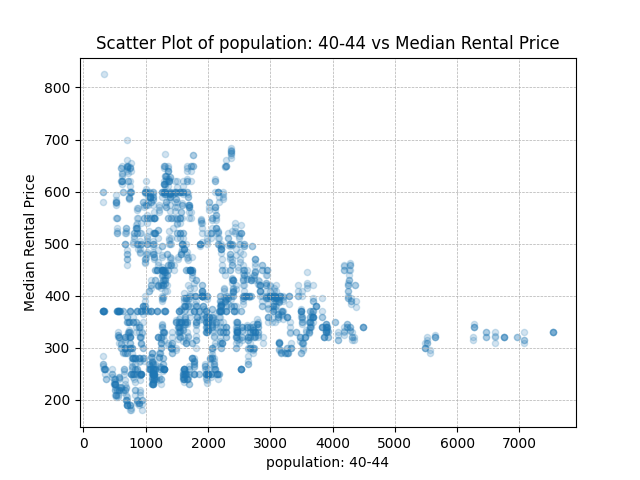 Scatter Plot of population: 40-44 vs Median Rental Price
800
700
600
500
400
300
200
Median Rental Price
0 1000 2000 3000 4000 5000 6000 7000
population: 40-44